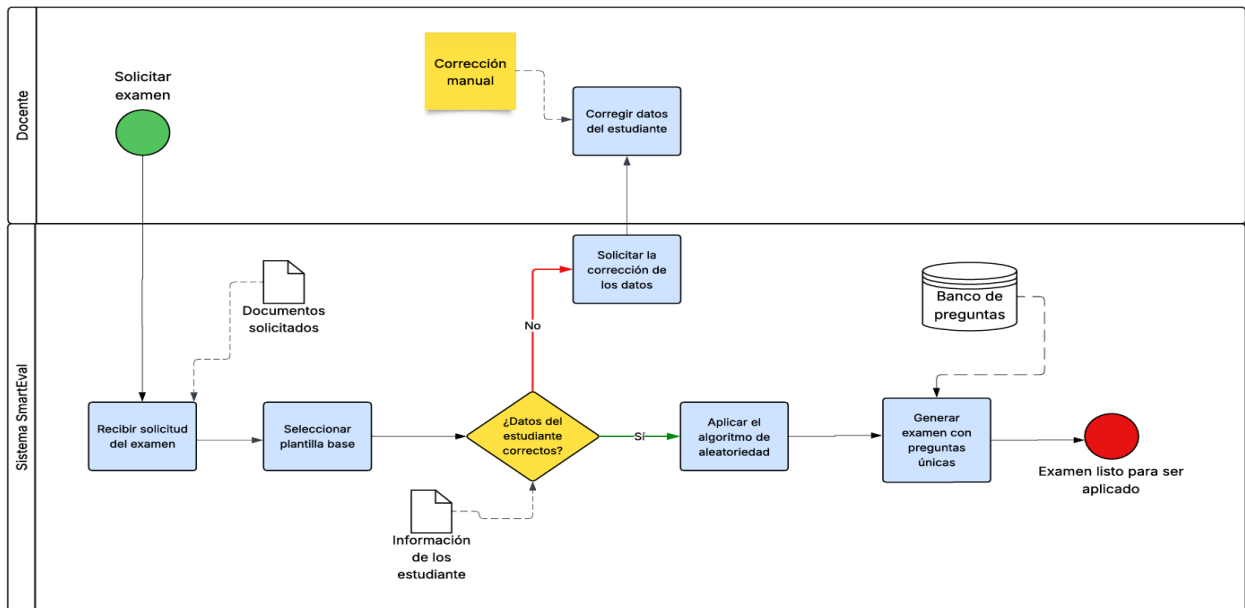 Docente
Solicitar
examen
Corrección
manual
Corregir datos
del estudiante
Sistema SmartEval
Solicitar la
corrección de
los datos
Documentos
solicitados
Banco de
preguntas
No
Recibir solicitud
del examen
Seleccionar
plantilla base
¿Datos del
estudiante
correctos?
Sí
Aplicar el
algoritmo de
aleatoriedad
Generar
examen con
preguntas
únicas
Examen listo para ser
aplicado
Información
de los
estudiante